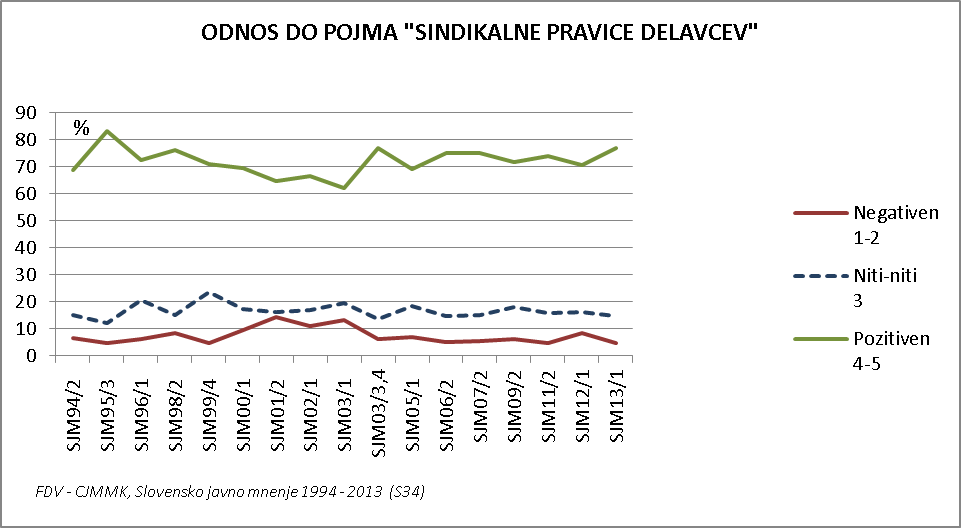 ODNOS DO POJMA "SINDIKALNE PRAVICE DELAVCEV"
%
90
80
70
60
50
40
30
20
10
0
SJM94/2
SJM95/3
SJM96/1
SJM98/2
SJM99/4
SJM00/1
SJM01/2
SJM02/1
SJM03/1
SJM03/3,4
SJM05/1
SJM06/2
SJM07/2
SJM09/2
SJM11/2
SJM12/1
SJM13/1
Negativen
1-2
Niti-niti
3
Pozitiven
4-5
FDV - CJMMK, Slovensko javno mnenje 1994 - 2013 (S34)